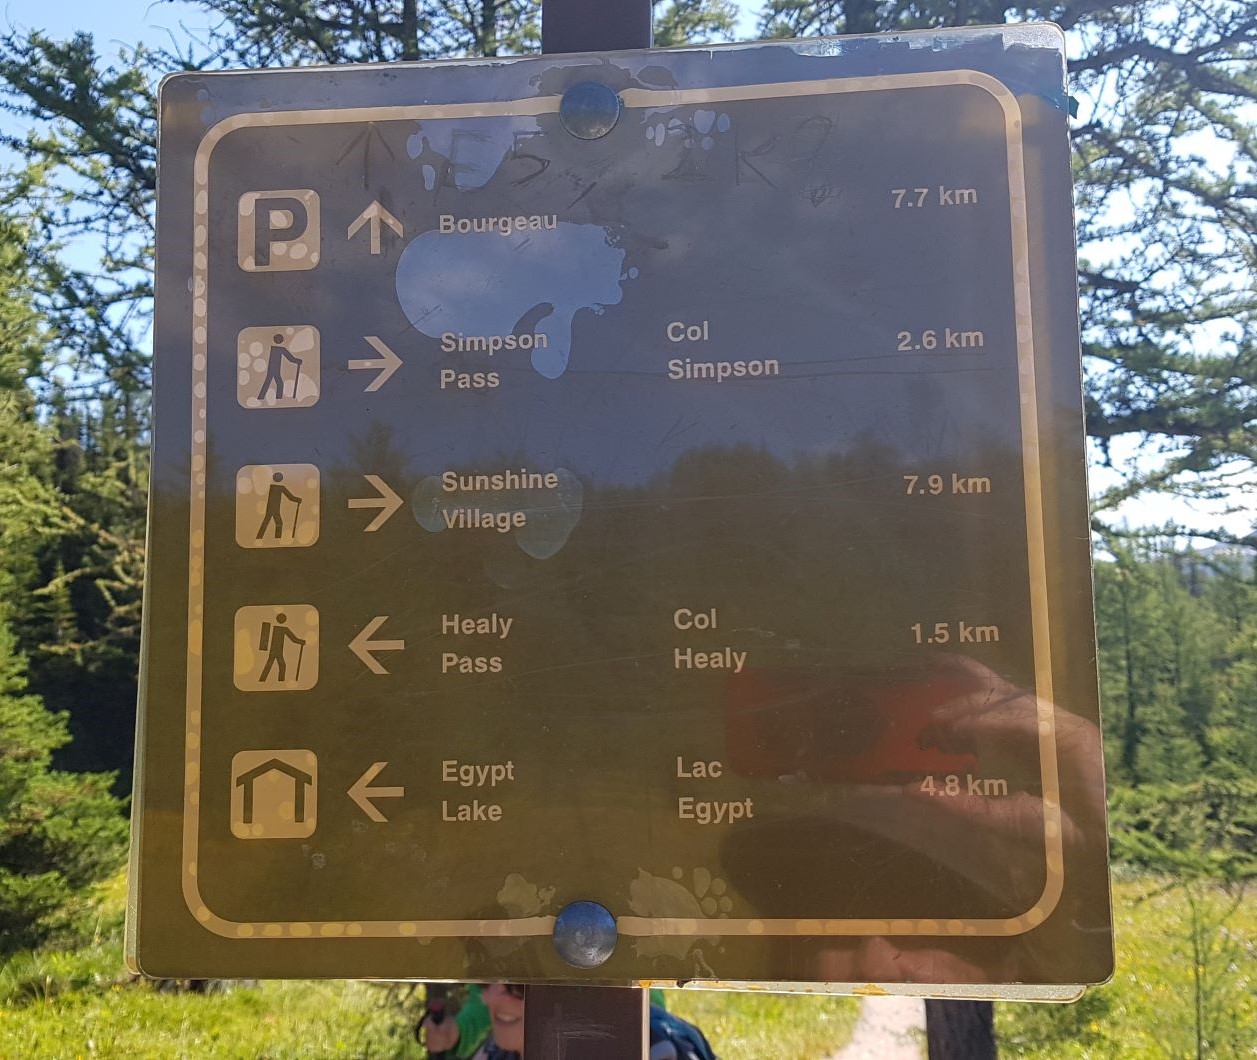 P Bourgeau 7.7 km
Simpson Col 2.6 km
Pass Simpson
Sunshine 7.9 km
Village
Healy Col 1.5 km
Pass Healy
Egypt Lac 4.8 km
Lake Egypt